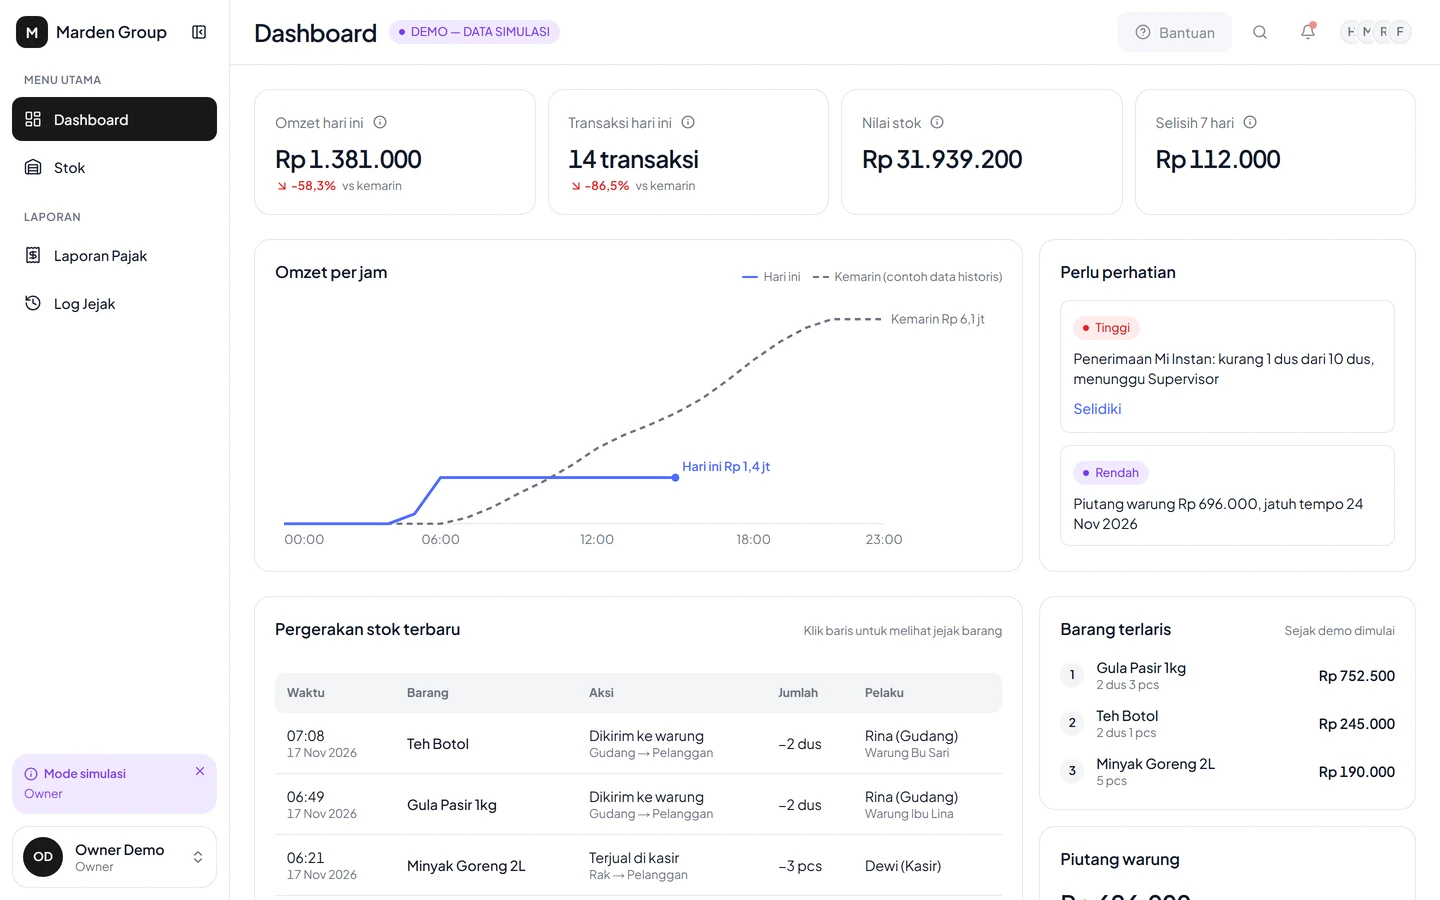 M Marden Group
MENU UTAMA
Dashboard
Stok
LAPORAN
Laporan Pajak
Log Jejak
Mode simulasi
Owner
OD
Owner Demo
Owner
Dashboard
DEMO — DATA SIMULASI
Bantuan
H M R F
Omzet hari ini
Rp 1.381.000
-58,3% vs kemarin
Transaksi hari ini
14 transaksi
-86,5% vs kemarin
Nilai stok
Rp 31.939.200
Selisih 7 hari
Rp 112.000
Omzet per jam
Hari ini
Kemarin (contoh data historis)
Kemarin Rp 6,1 jt
Hari ini Rp 1,4 jt
00:00 06:00 12:00 18:00 23:00
Perlu perhatian
Tinggi
Penerimaan Mi Instan: kurang 1 dus dari 10 dus,
menunggu Supervisor
Selidiki
Rendah
Piutang warung Rp 696.000, jatuh tempo 24
Nov 2026
Pergerakan stok terbaru
Klik baris untuk melihat jejak barang
Waktu Barang Aksi Jumlah Pelaku
07:08
17 Nov 2026
Teh Botol
Dikirim ke warung
Gudang → Pelanggan
−2 dus
Rina (Gudang)
Warung Bu Sari
06:49
17 Nov 2026
Gula Pasir 1kg
Dikirim ke warung
Gudang → Pelanggan
−2 dus
Rina (Gudang)
Warung Ibu Lina
06:21
17 Nov 2026
Minyak Goreng 2L
Terjual di kasir
Rak → Pelanggan
−3 pcs
Dewi (Kasir)
Barang terlaris
Sejak demo dimulai
1
Gula Pasir 1kg
2 dus 3 pcs
Rp 752.500
2
Teh Botol
2 dus 1 pcs
Rp 245.000
3
Minyak Goreng 2L
5 pcs
Rp 190.000
Piutang warung
Rp 696.000